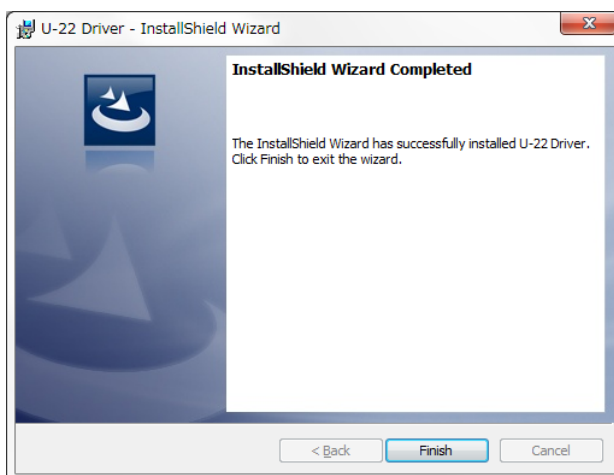 U-22 Driver - InstallShield Wizard
InstallShield Wizard Completed
The InstallShield Wizard has successfully installed U-22 Driver.
Click Finish to exit the wizard.
< Back
Finish
Cancel